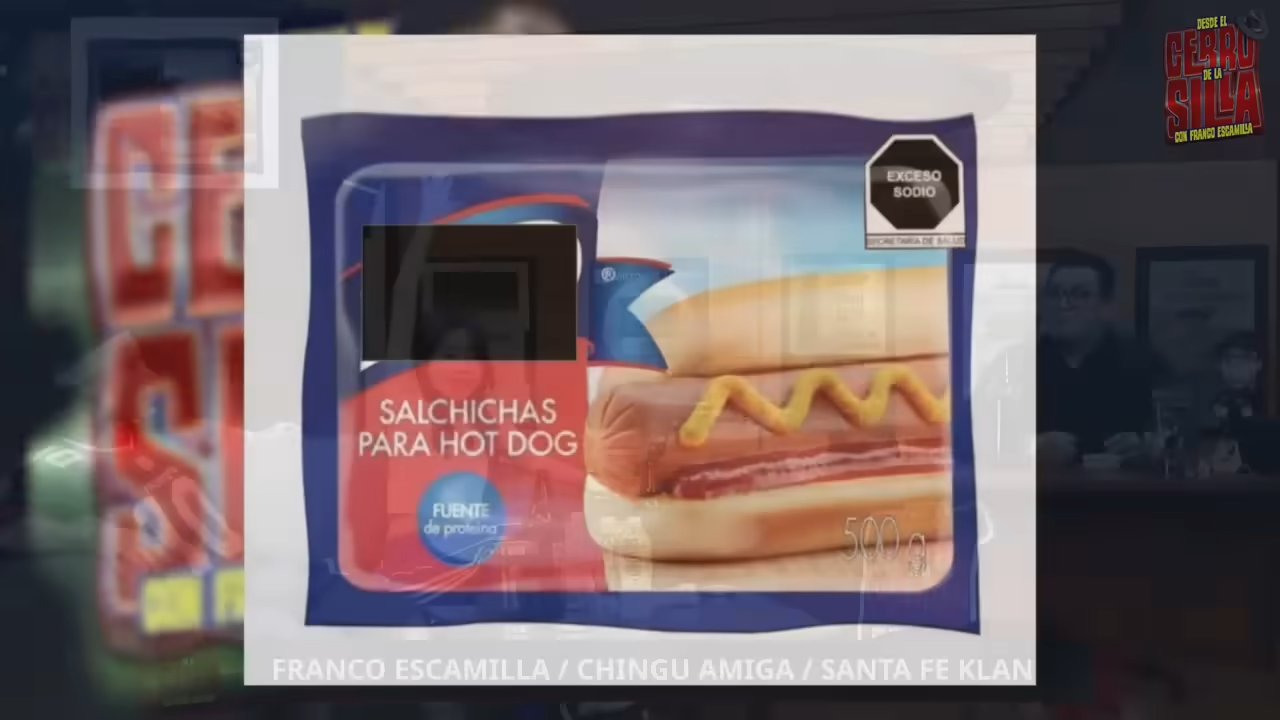 DESDE EL
CERRO
DE LA
SILLA
CON FRANCO ESCAMILLA
EXCESO
SODIO
SECRETARÍA DE SALUD
®
SALCHICHAS
PARA HOT DOG
FUENTE
de proteína
500 g
FRANCO ESCAMILLA / CHINGU AMIGA / SANTA FE KLAN